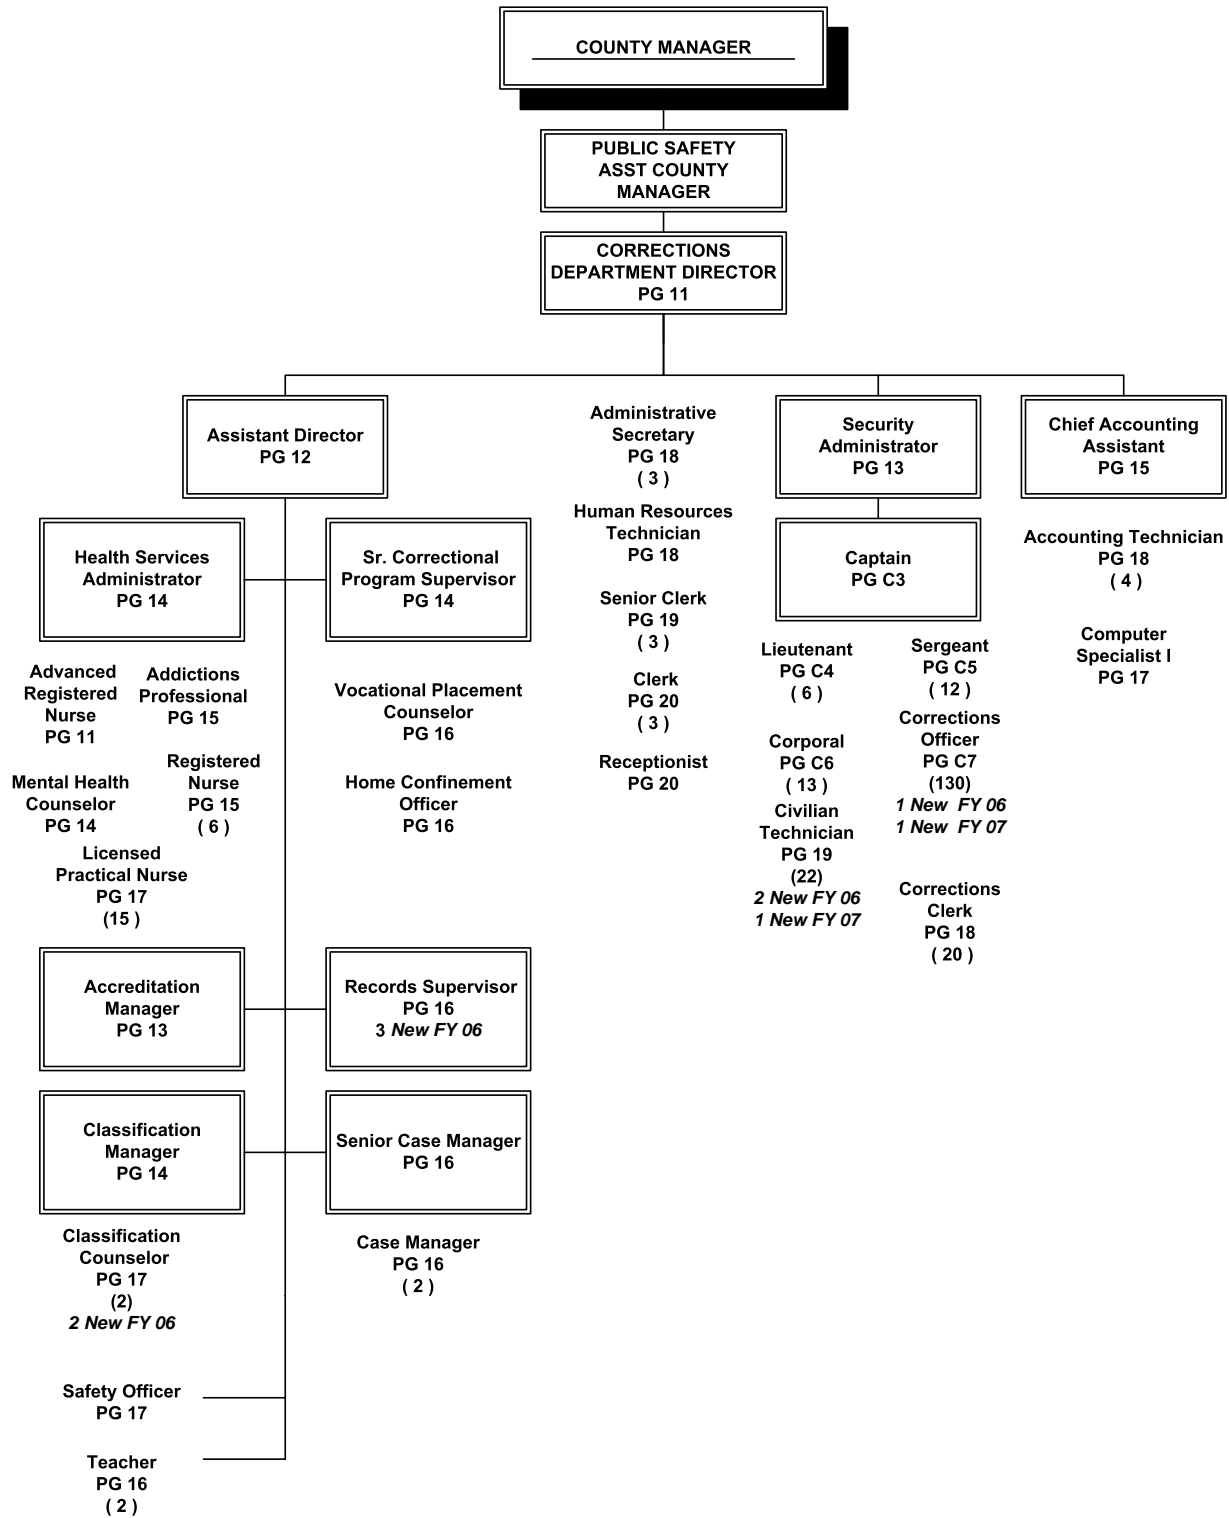 COUNTY MANAGER
PUBLIC SAFETY
ASST COUNTY
MANAGER
CORRECTIONS
DEPARTMENT DIRECTOR
PG 11
Assistant Director
PG 12
Administrative
Secretary
PG 18
( 3 )
Human Resources
Technician
PG 18
Senior Clerk
PG 19
( 3 )
Clerk
PG 20
( 3 )
Receptionist
PG 20
Security
Administrator
PG 13
Chief Accounting
Assistant
PG 15
Health Services
Administrator
PG 14
Sr. Correctional
Program Supervisor
PG 14
Captain
PG C3
Accounting Technician
PG 18
( 4 )
Computer
Specialist I
PG 17
Lieutenant
PG C4
( 6 )
Sergeant
PG C5
( 12 )
Corporal
PG C6
( 13 )
Corrections
Officer
PG C7
(130)
1 New FY 06
1 New FY 07
Civilian
Technician
PG 19
(22)
2 New FY 06
1 New FY 07
Corrections
Clerk
PG 18
( 20 )
Advanced
Registered
Nurse
PG 11
Addictions
Professional
PG 15
Mental Health
Counselor
PG 14
Registered
Nurse
PG 15
( 6 )
Licensed
Practical Nurse
PG 17
(15 )
Vocational Placement
Counselor
PG 16
Home Confinement
Officer
PG 16
Accreditation
Manager
PG 13
Records Supervisor
PG 16
3 New FY 06
Classification
Manager
PG 14
Senior Case Manager
PG 16
Classification
Counselor
PG 17
(2)
2 New FY 06
Case Manager
PG 16
( 2 )
Safety Officer
PG 17
Teacher
PG 16
( 2 )